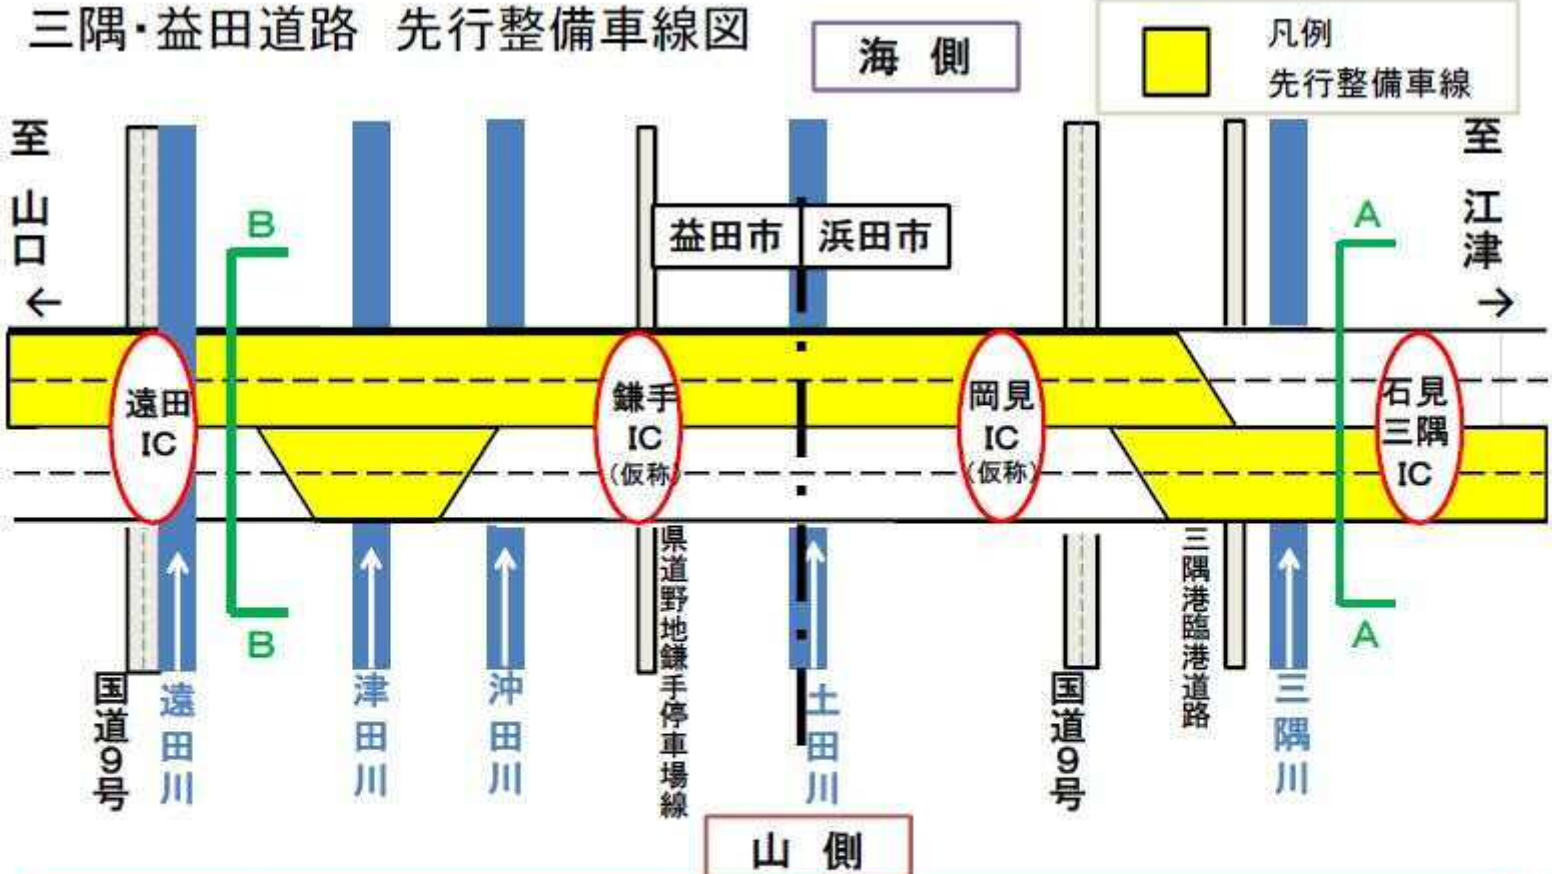 三隅・益田道路 先行整備車線図
海側
凡例
先行整備車線
至 山口
←
至 江津
→
B
益田市
浜田市
A
遠田
IC
鎌手
IC
(仮称)
岡見
IC
(仮称)
石見
三隅
IC
B
A
国道9号
遠田川
津田川
沖田川
県道野地鎌手停車場線
土田川
国道9号
三隅港臨港道路
三隅川
山側